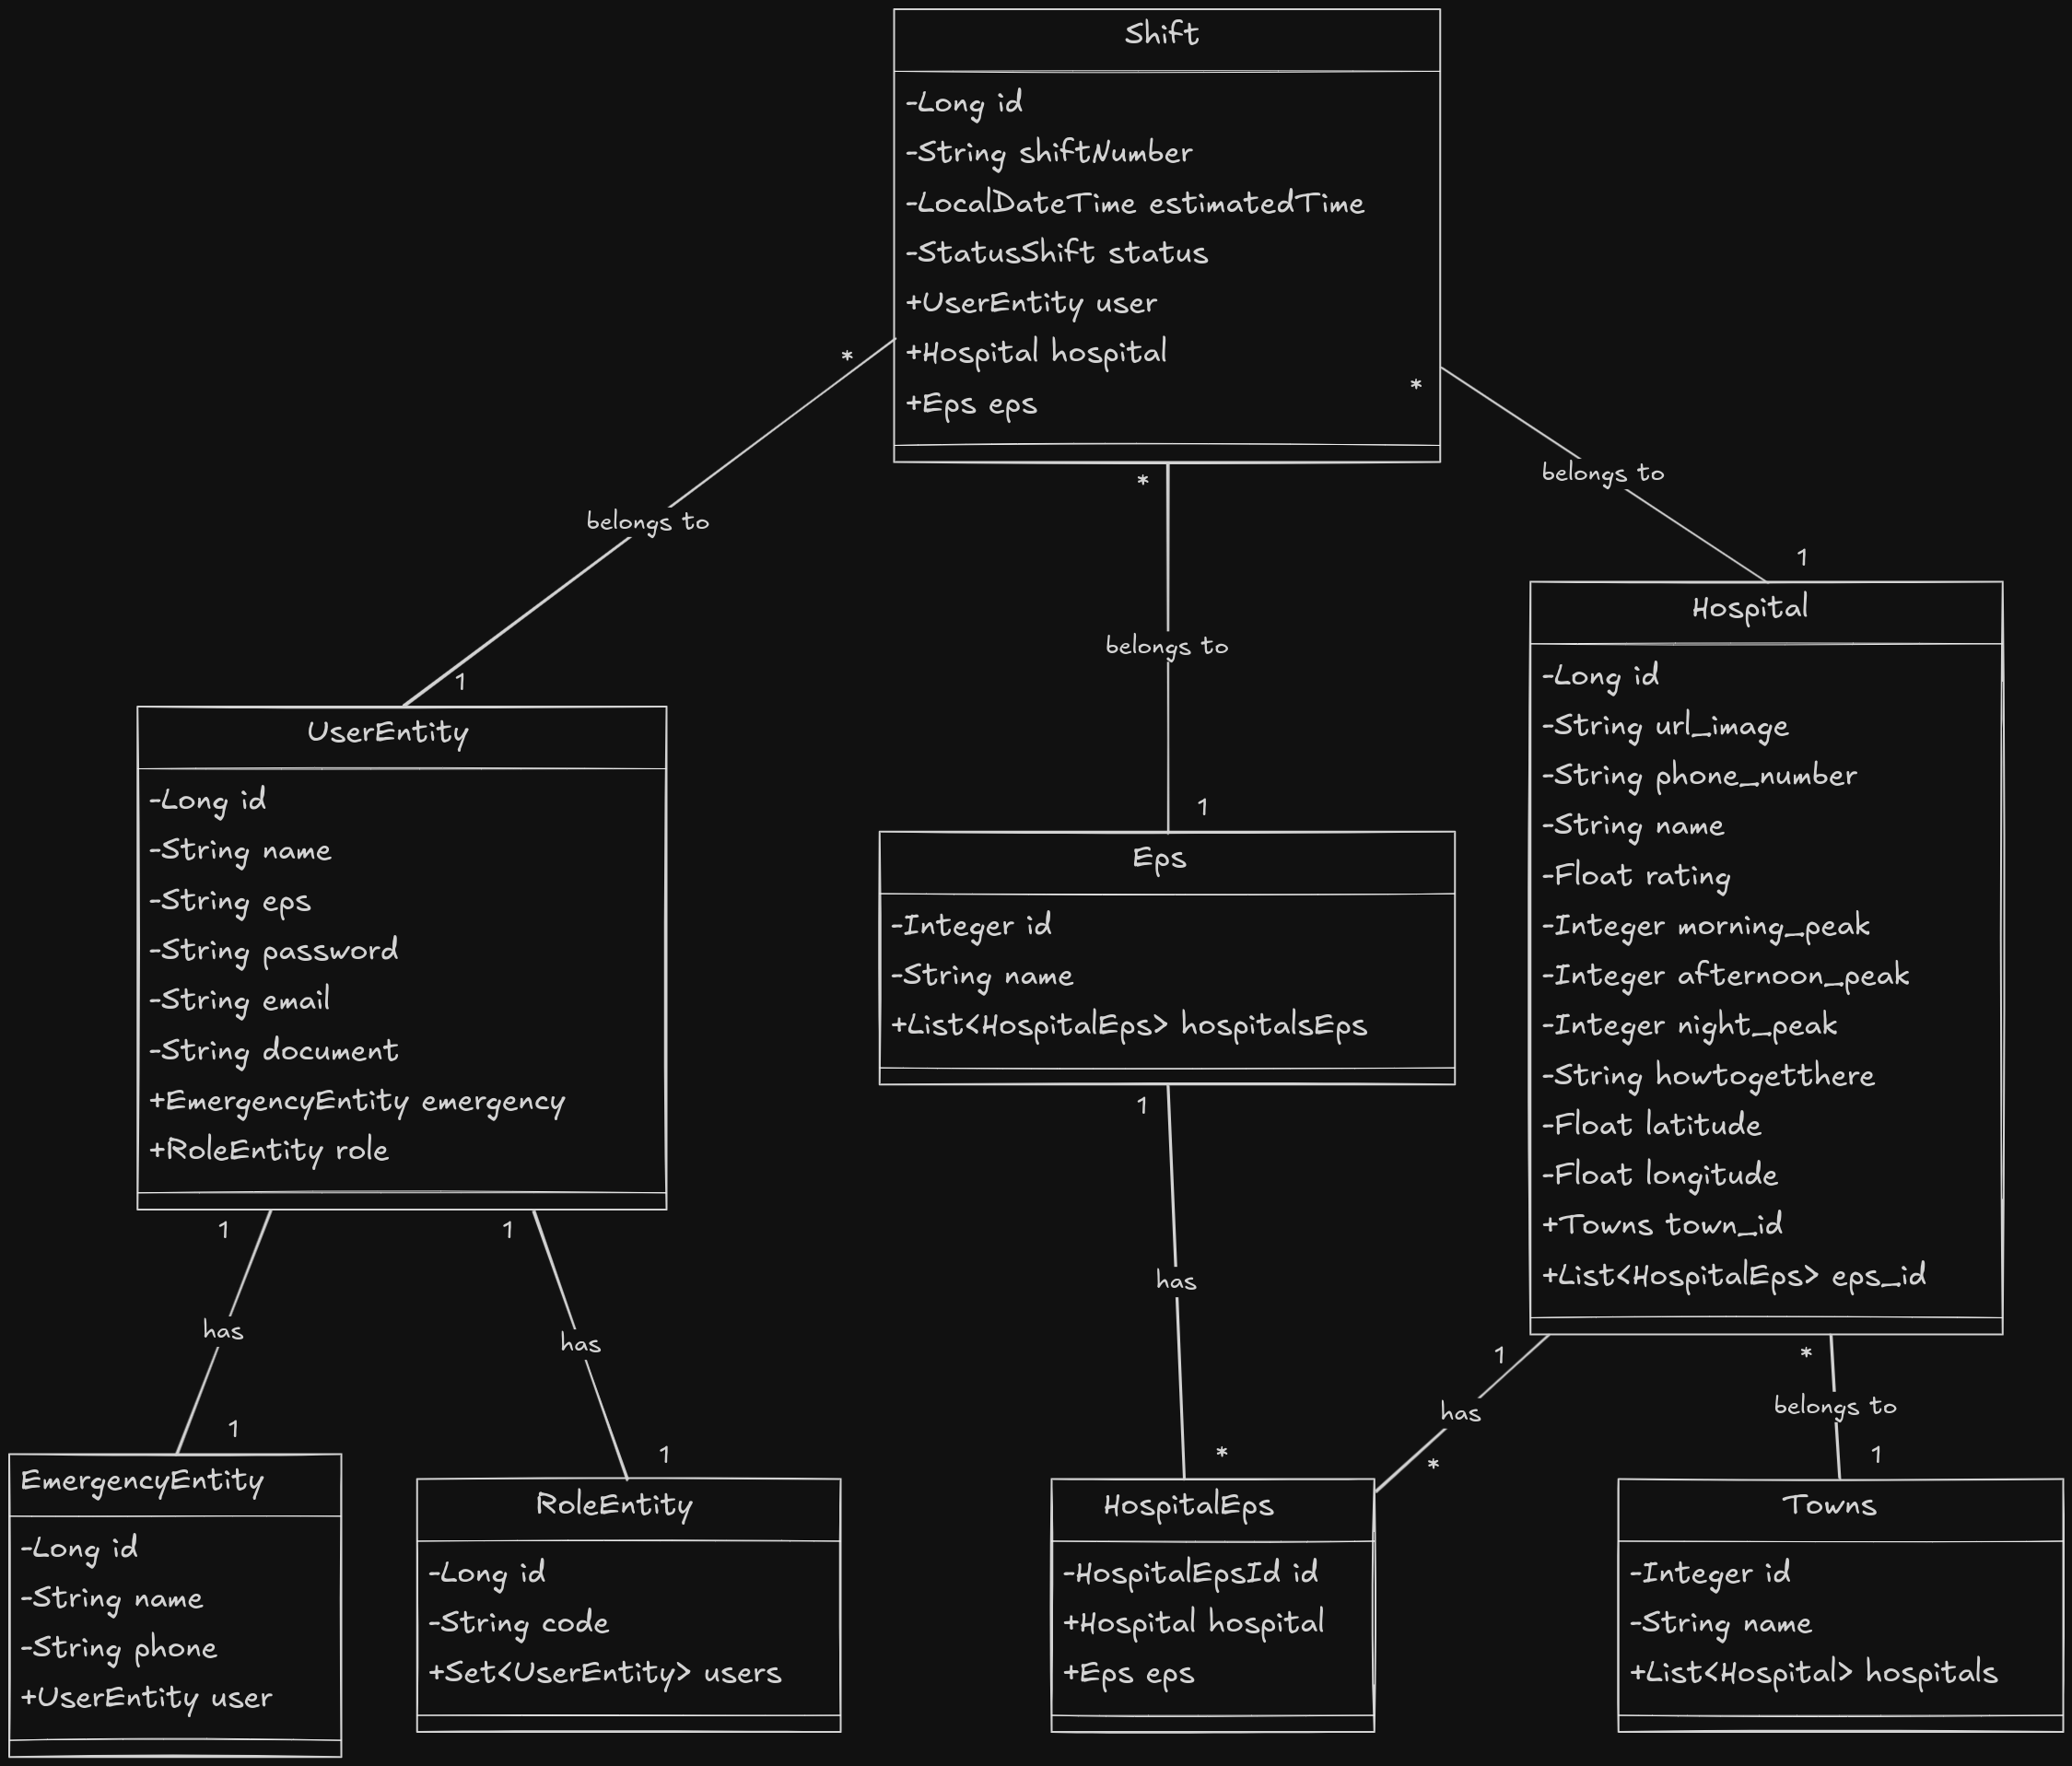 Shift
-Long id
-String shiftNumber
-LocalDateTime estimatedTime
-StatusShift status
+UserEntity user
+Hospital hospital
+Eps eps
*
*
*
belongs to
belongs to
belongs to
1
1
1
UserEntity
-Long id
-String name
-String eps
-String password
-String email
-String document
+EmergencyEntity emergency
+RoleEntity role
Eps
-Integer id
-String name
+List<HospitalEps> hospitalsEps
Hospital
-Long id
-String url_image
-String phone_number
-String name
-Float rating
-Integer morning_peak
-Integer afternoon_peak
-Integer night_peak
-String howtogetthere
-Float latitude
-Float longitude
+Towns town_id
+List<HospitalEps> eps_id
1
1
1
1
*
has
has
has
has
belongs to
1
1
*
*
1
EmergencyEntity
-Long id
-String name
-String phone
+UserEntity user
RoleEntity
-Long id
-String code
+Set<UserEntity> users
HospitalEps
-HospitalEpsId id
+Hospital hospital
+Eps eps
Towns
-Integer id
-String name
+List<Hospital> hospitals